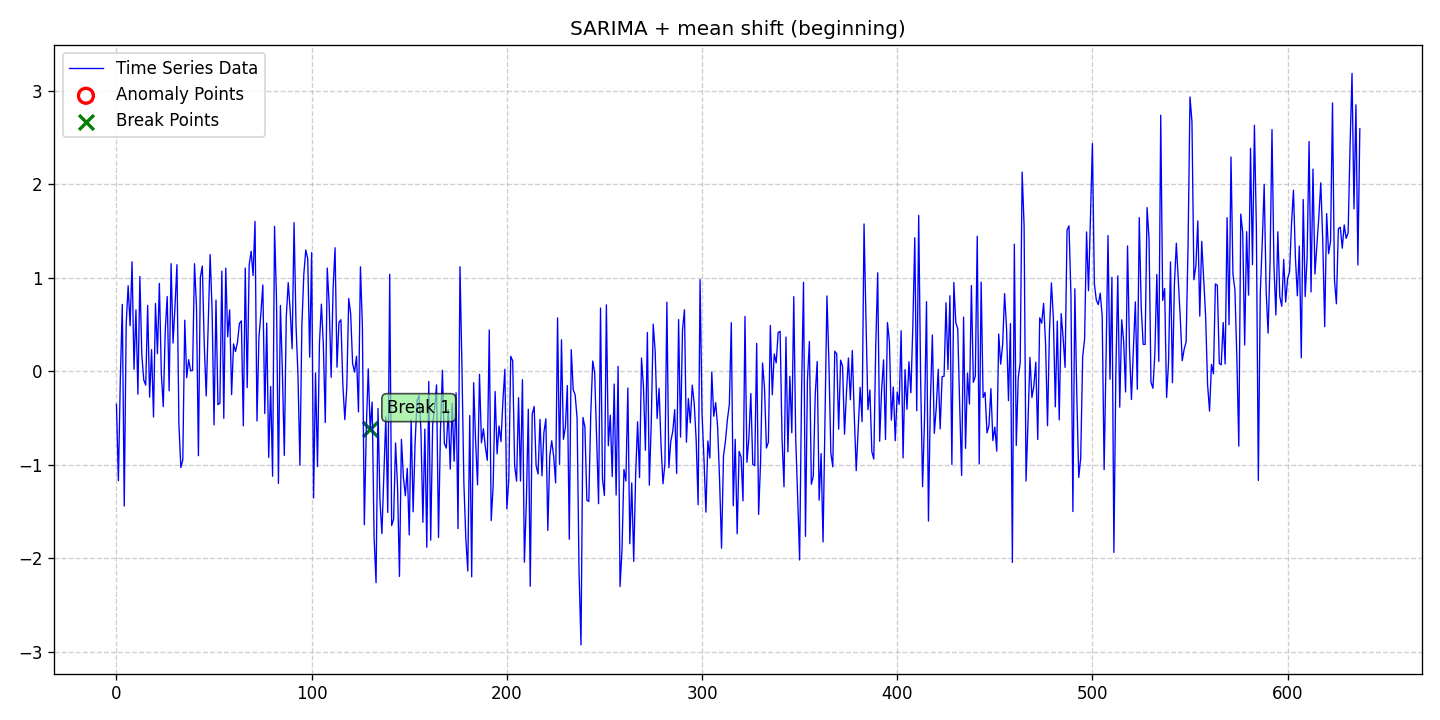 SARIMA + mean shift (beginning)
Time Series Data
Anomaly Points
Break Points
Break 1
3
2
1
0
−1
−2
−3
0 100 200 300 400 500 600